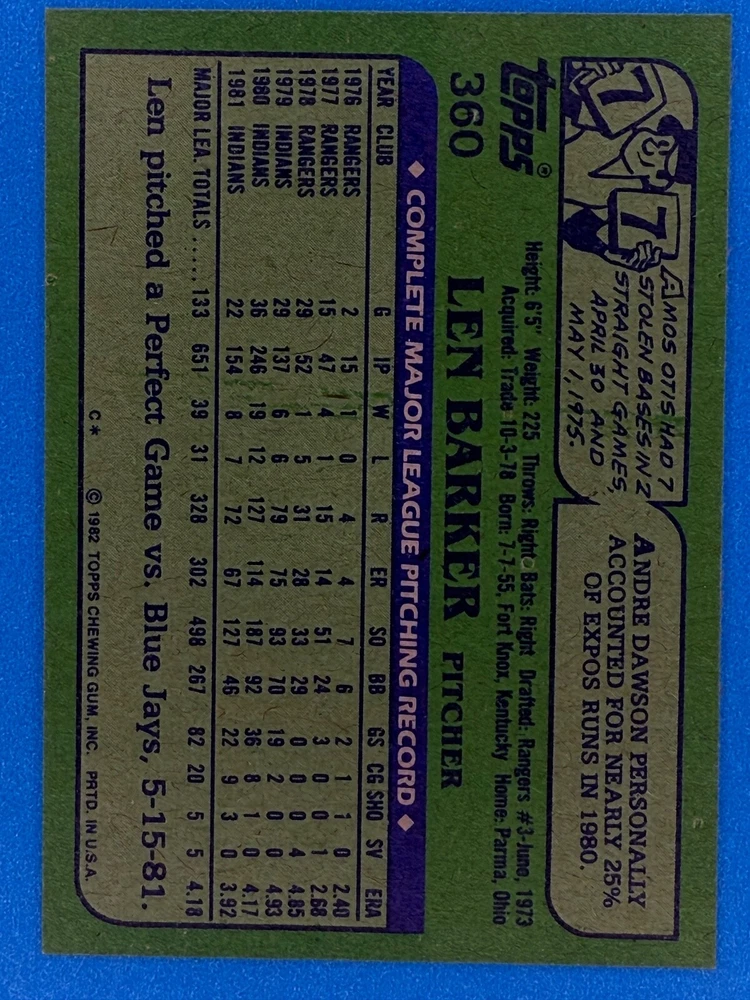 7
7
AMOS OTIS HAD 7
STOLEN BASES IN 2
STRAIGHT GAMES,
APRIL 30 AND
MAY 1, 1975
ANDRE DAWSON PERSONALLY
ACCOUNTED FOR NEARLY 25%
OF EXPOS RUNS IN 1980.
TOPPS®
360
Height: 6'5" Weight: 225 Throws: Right Bats: Right Drafted: Rangers #3-June, 1973
Acquired: Trade 10-3-78 Born: 7-7-55, Fort Knox, Kentucky Home: Parma, Ohio
LEN BARKER PITCHER
◆ COMPLETE MAJOR LEAGUE PITCHING RECORD ◆
YEAR CLUB G IP W L R ER SO BB GS CG SHO SV ERA
1976 RANGERS 2 15 1 0 4 4 7 6 2 1 1 0 2.40
1977 RANGERS 15 47 4 1 15 14 51 24 3 0 0 1 2.68
1978 RANGERS 29 52 1 5 31 28 33 29 0 0 0 4 4.85
1979 INDIANS 29 137 6 6 79 75 93 70 19 2 0 0 4.93
1980 INDIANS 36 246 19 12 127 114 187 92 36 8 1 0 4.17
1981 INDIANS 22 154 8 7 72 67 127 46 22 9 3 0 3.92
MAJOR LEA. TOTALS ..... 133 651 39 31 328 302 498 267 82 20 5 5 4.18
Len pitched a Perfect Game vs. Blue Jays, 5-15-81.
C* © 1982 TOPPS CHEWING GUM, INC. PRTD. IN U.S.A.